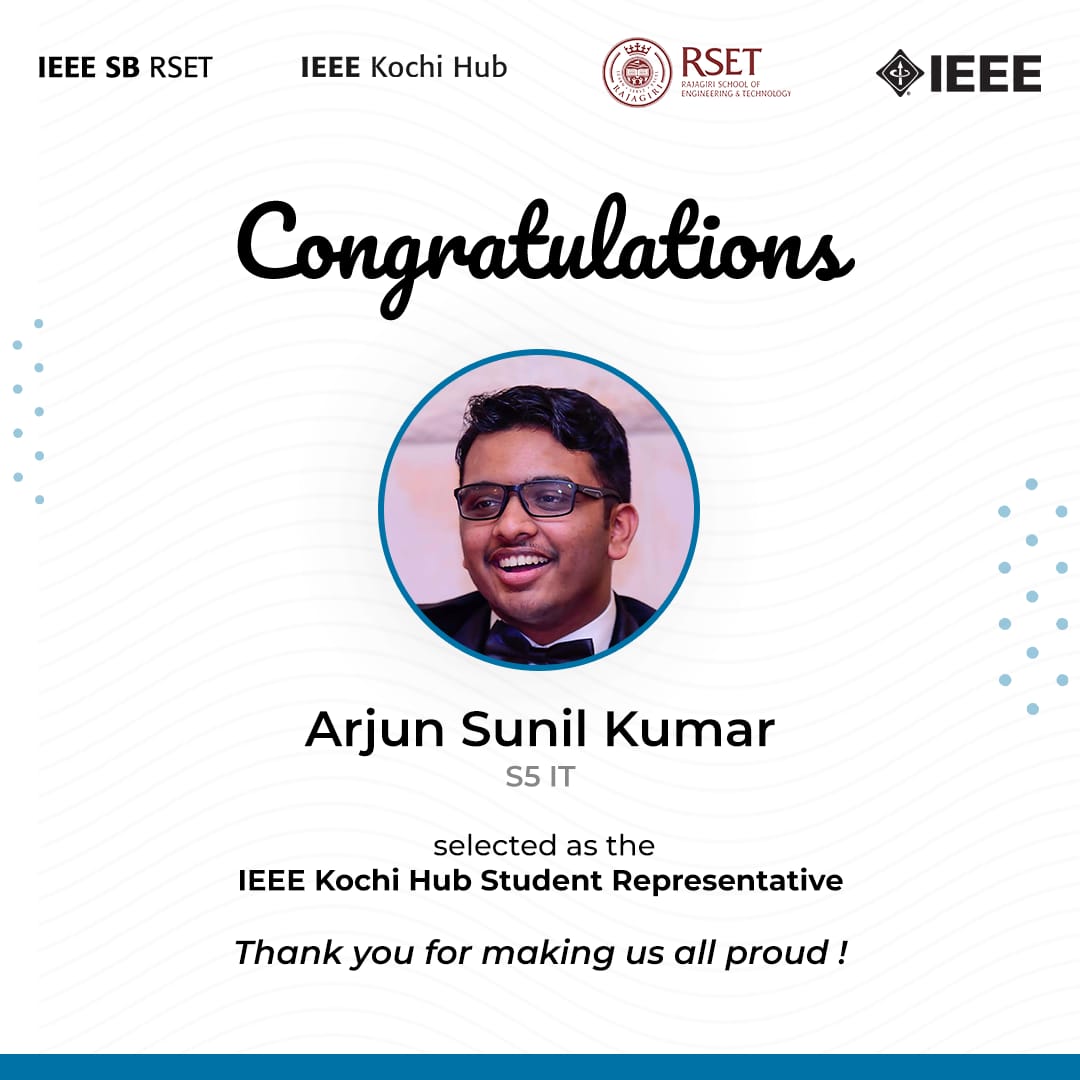 IEEE SB RSET
IEEE Kochi Hub
RAJAGIRI
RSET
RAJAGIRI SCHOOL OF
ENGINEERING & TECHNOLOGY
IEEE
Congratulations
Arjun Sunil Kumar
S5 IT
selected as the
IEEE Kochi Hub Student Representative
Thank you for making us all proud !